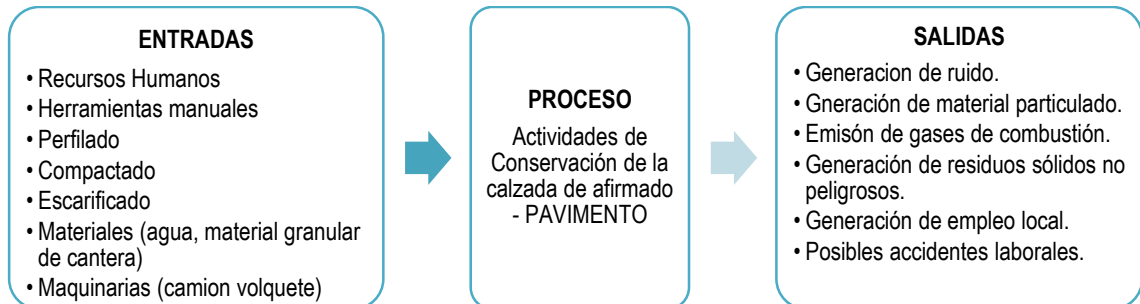 ENTRADAS
• Recursos Humanos
• Herramientas manuales
• Perfilado
• Compactado
• Escarificado
• Materiales (agua, material granular
de cantera)
• Maquinarias (camion volquete)
PROCESO
Actividades de
Conservación de la
calzada de afirmado
- PAVIMENTO
SALIDAS
• Generacion de ruido.
• Gneración de material particulado.
• Emisón de gases de combustión.
• Generación de residuos sólidos no
peligrosos.
• Generación de empleo local.
• Posibles accidentes laborales.